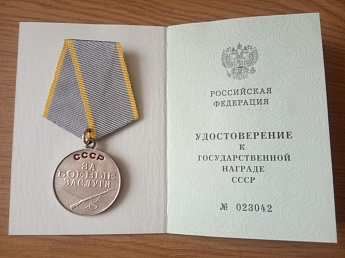 СССР
ЗА
БОЕВЫЕ
ЗАСЛУГИ
РОССИЙСКАЯ
ФЕДЕРАЦИЯ
УДОСТОВЕРЕНИЕ
К
ГОСУДАРСТВЕННОЙ
НАГРАДЕ
СССР
№ 023042